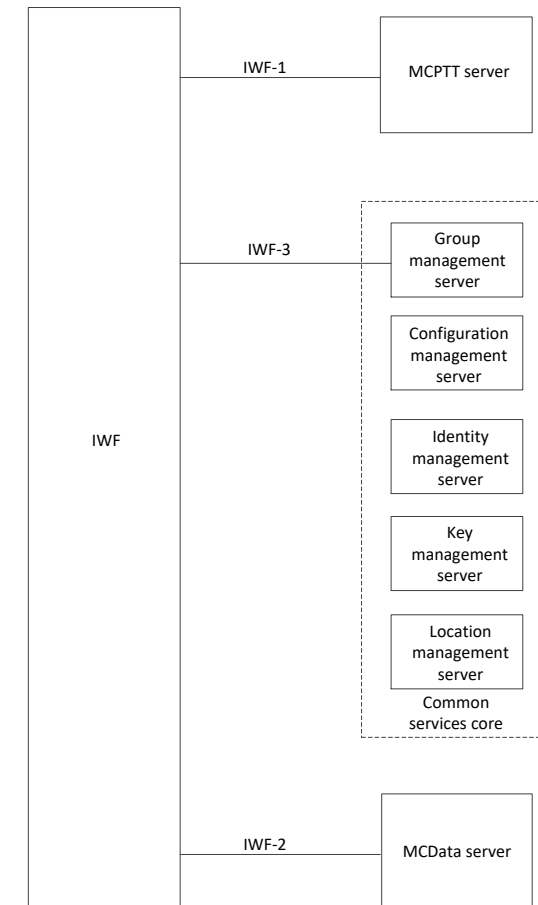 IWF-1
MCPTT server
IWF-3
Group
management
server
Configuration
management
server
IWF
Identity
management
server
Key
management
server
Location
management
server
Common
services core
IWF-2
MCData server